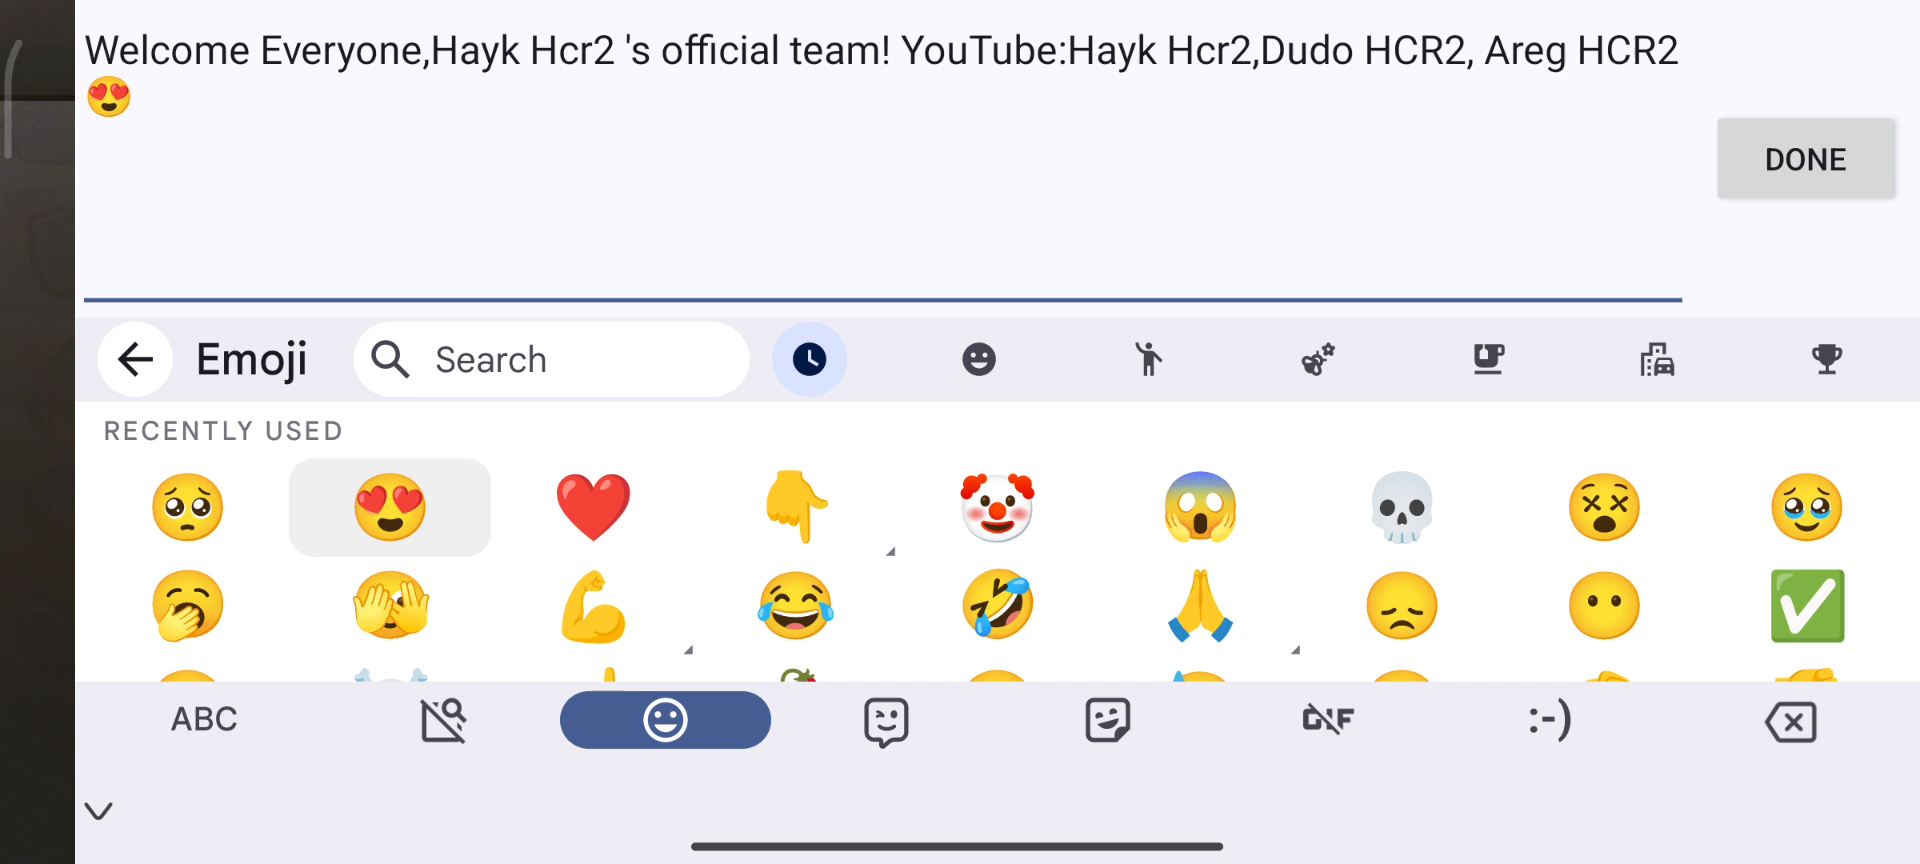 Welcome Everyone,Hayk Hcr2 's official team! YouTube:Hayk Hcr2,Dudo HCR2, Areg HCR2
😍
DONE
Emoji
Search
RECENTLY USED
ABC
GIF
:-)